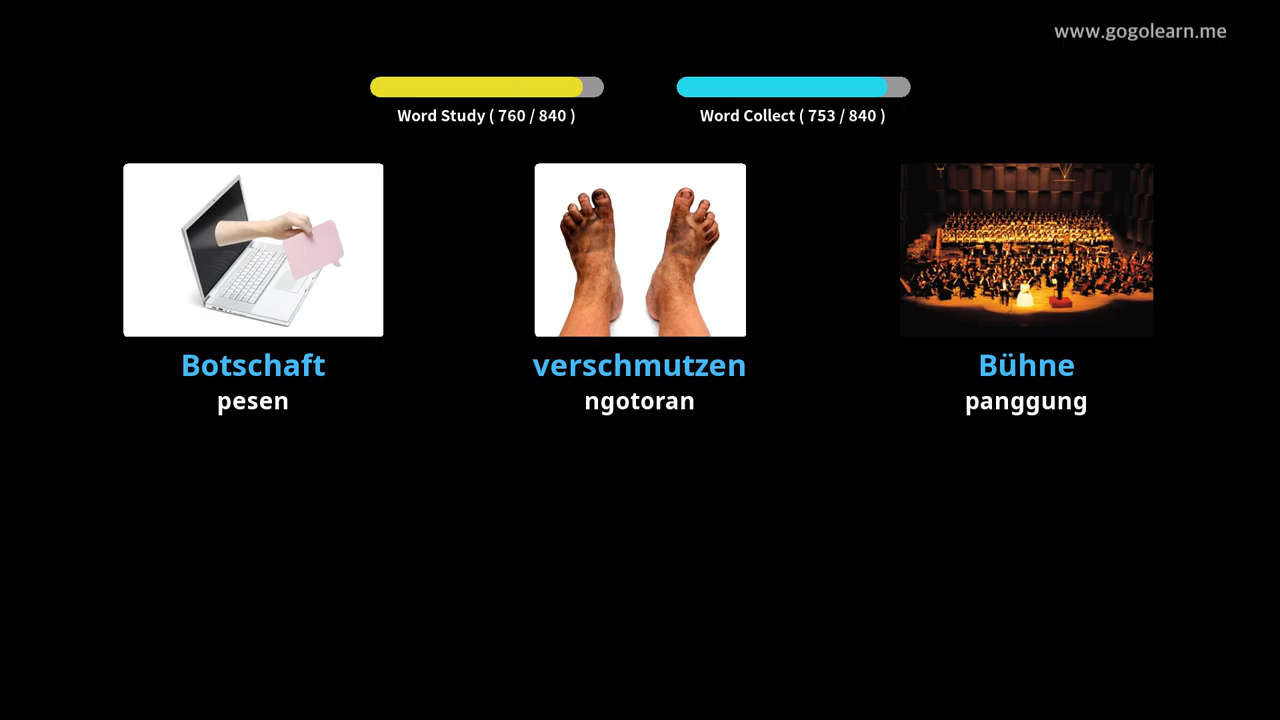 www.gogolearn.me
Word Study ( 760 / 840 )
Word Collect ( 753 / 840 )
Botschaft
pesen
verschmutzen
ngotoran
Bühne
panggung